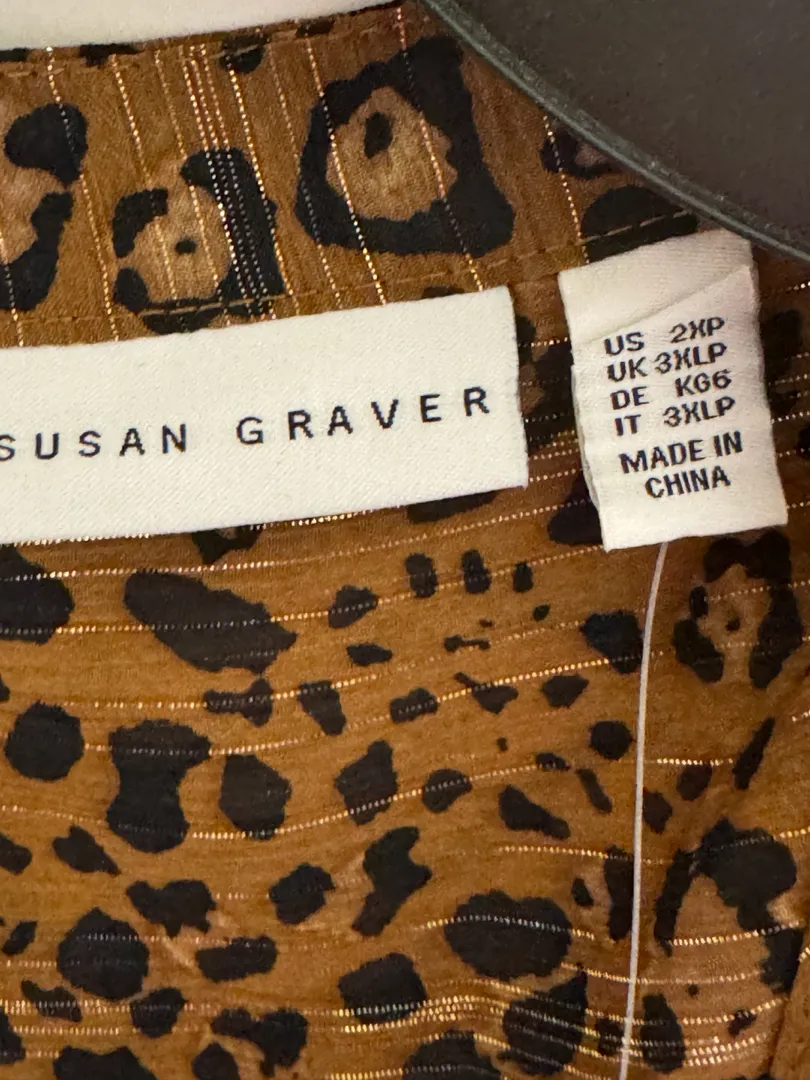 SUSAN GRAVER
US 2XP
UK 3XLP
DE KG6
IT 3XLP
MADE IN
CHINA